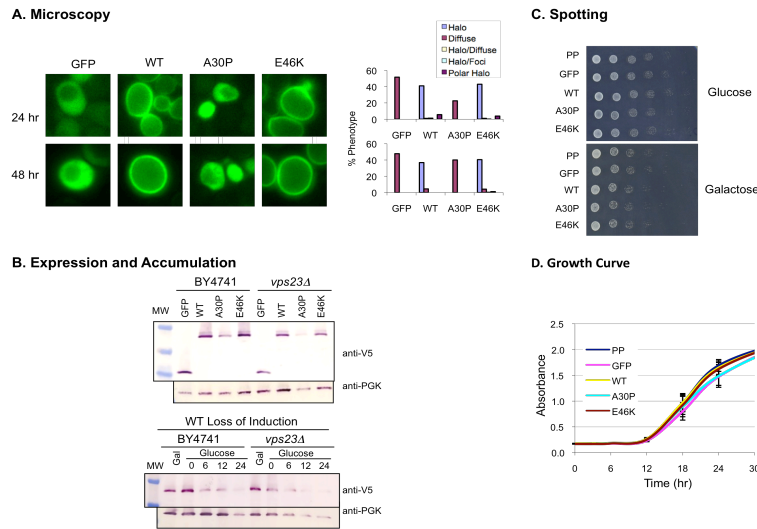 A. Microscopy
GFP WT A30P E46K
24 hr
48 hr
Halo
Diffuse
Halo/Diffuse
Halo/Foci
Polar Halo
% Phenotype
60
40
20
0
GFP WT A30P E46K
60
40
20
0
GFP WT A30P E46K
B. Expression and Accumulation
BY4741 vps23Δ
MW GFP WT A30P E46K GFP WT A30P E46K
anti-V5
anti-PGK
WT Loss of Induction
BY4741 vps23Δ
Glucose Glucose
MW Gal 0 6 12 24 Gal 0 6 12 24
anti-V5
anti-PGK
C. Spotting
PP
GFP
WT
A30P
E46K
Glucose
PP
GFP
WT
A30P
E46K
Galactose
D. Growth Curve
Absorbance
2.5
2.0
1.5
1.0
0.5
0.0
PP
GFP
WT
A30P
E46K
0 6 12 18 24 30
Time (hr)